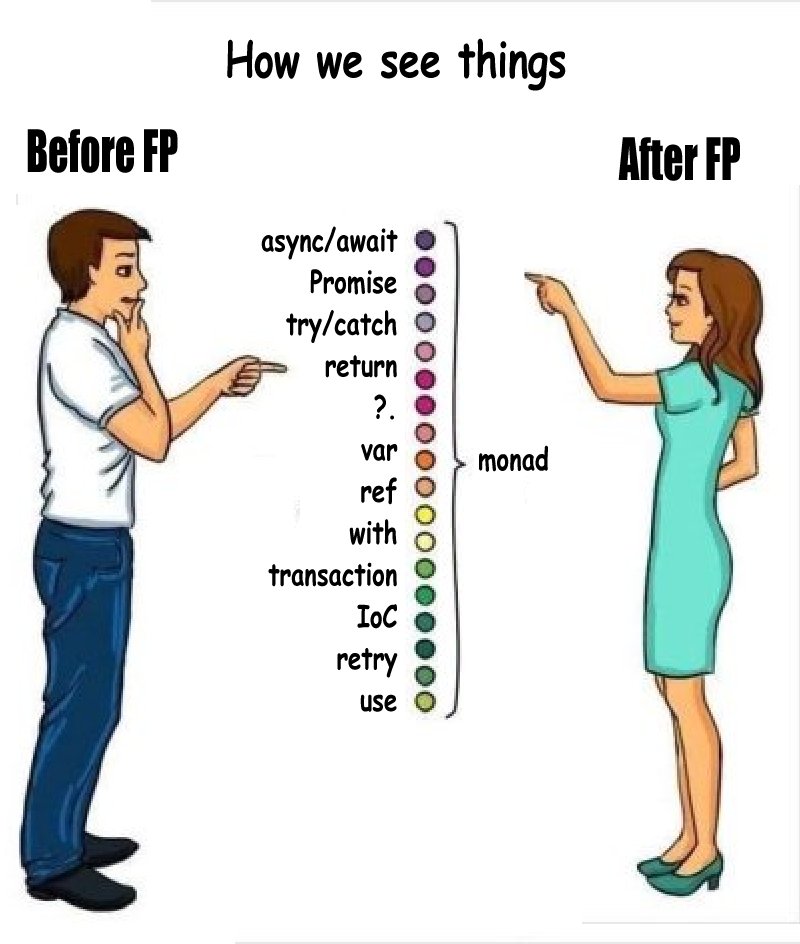 How we see things
Before FP
After FP
async/await
Promise
try/catch
return
?.
var
ref
with
transaction
IoC
retry
use
monad